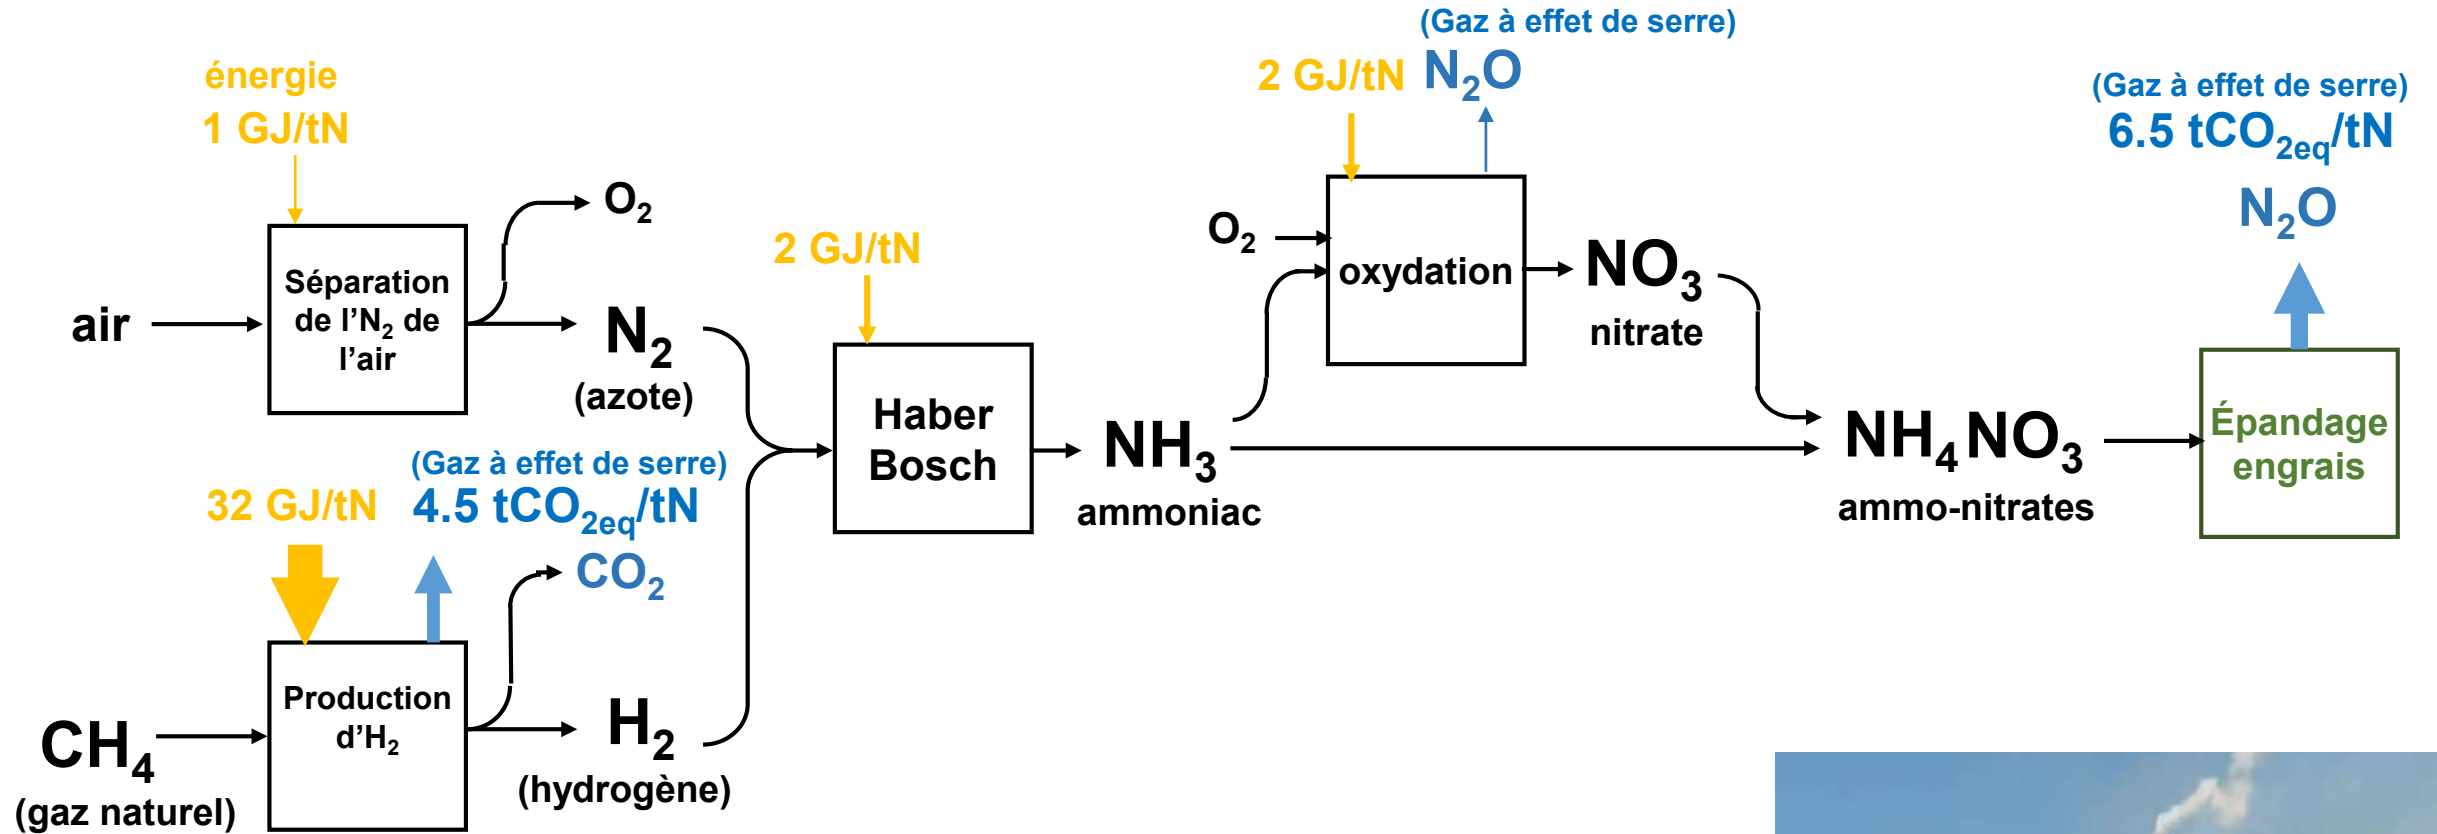 énergie
1 GJ/tN
air
Séparation
de l'N2 de
l'air
O2
N2
(azote)
32 GJ/tN
(Gaz à effet de serre)
4.5 tCO2eq/tN
CO2
CH4
(gaz naturel)
Production
d'H2
H2
(hydrogène)
2 GJ/tN
Haber
Bosch
NH3
ammoniac
(Gaz à effet de serre)
2 GJ/tN N2O
O2
oxydation
NO3
nitrate
NH4 NO3
ammo-nitrates
(Gaz à effet de serre)
6.5 tCO2eq/tN
N2O
Épandage
engrais